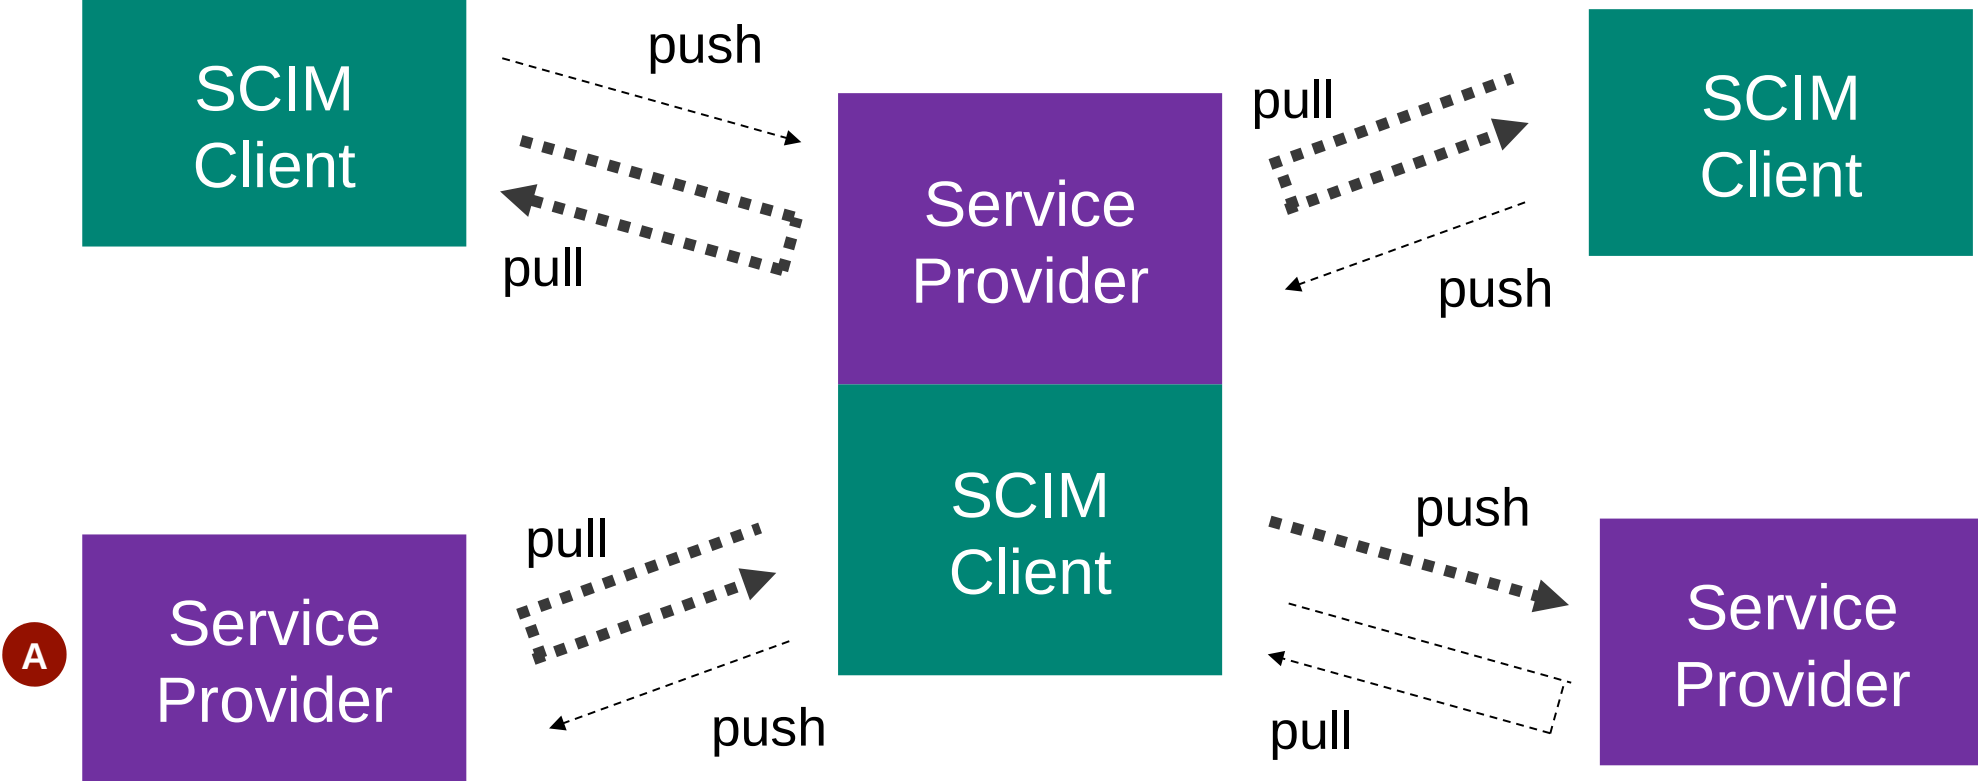 SCIM
Client
push
pull
Service
Provider
pull
push
SCIM
Client
A
Service
Provider
pull
push
SCIM
Client
push
pull
Service
Provider